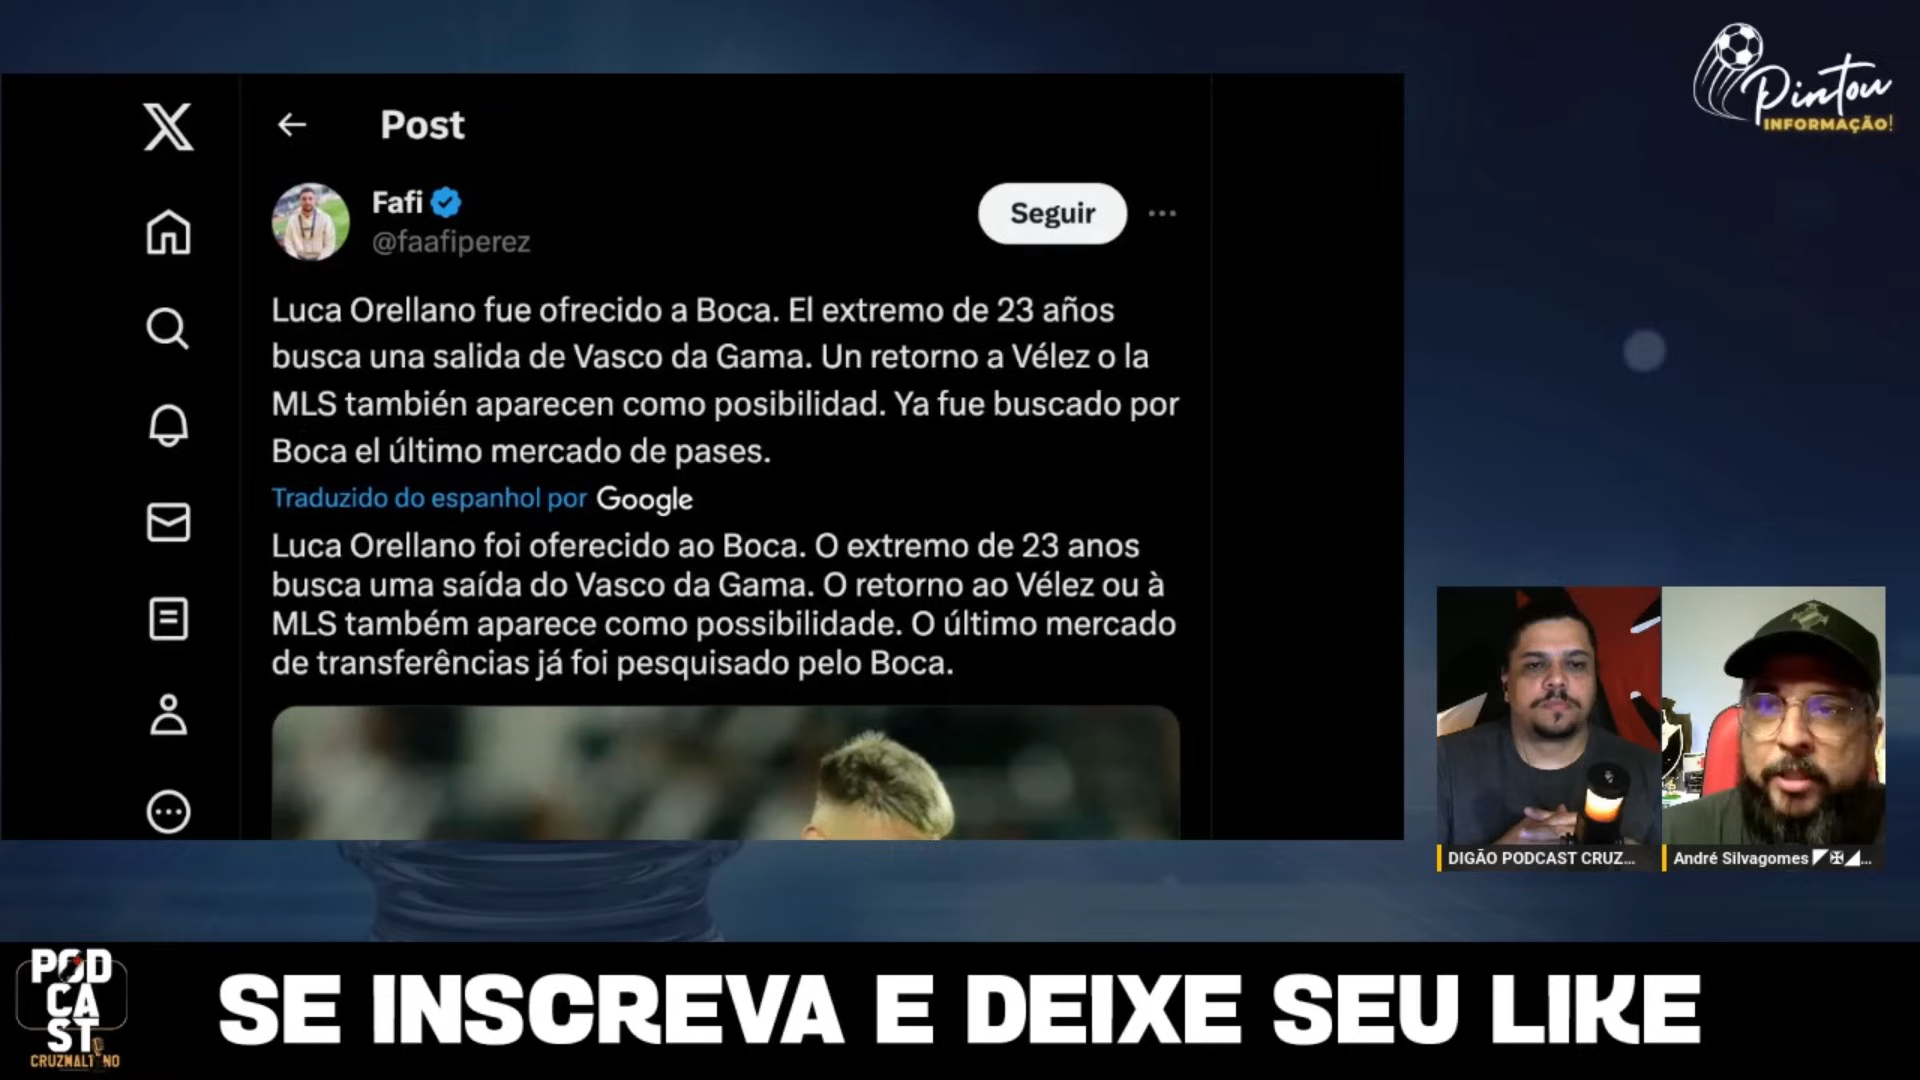 Pintou
INFORMAÇÃO!
X
Post
Fafi
@faafiperez
Seguir
Luca Orellano fue ofrecido a Boca. El extremo de 23 años
busca una salida de Vasco da Gama. Un retorno a Vélez o la
MLS también aparecen como posibilidad. Ya fue buscado por
Boca el último mercado de pases.
Traduzido do espanhol por Google
Luca Orellano foi oferecido ao Boca. O extremo de 23 anos
busca uma saída do Vasco da Gama. O retorno ao Vélez ou à
MLS também aparece como possibilidade. O último mercado
de transferências já foi pesquisado pelo Boca.
DIGÃO PODCAST CRUZ...
André Silvagomes ◤✠◢...
POD
CA
ST
CRUZMALTINO
SE INSCREVA E DEIXE SEU LIKE